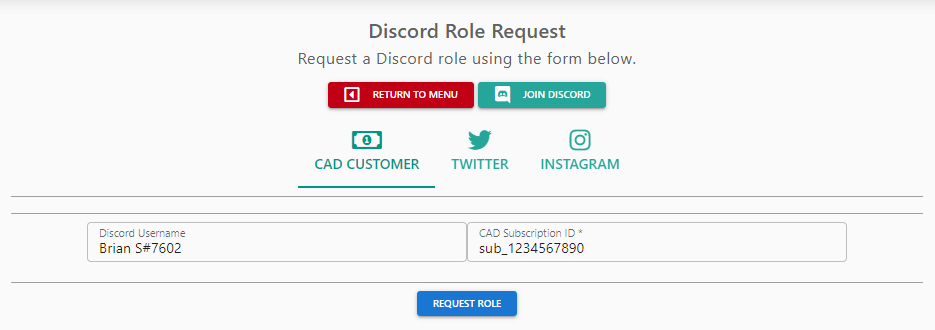 Discord Role Request
Request a Discord role using the form below.
RETURN TO MENU JOIN DISCORD
CAD CUSTOMER TWITTER INSTAGRAM
Discord Username CAD Subscription ID *
Brian S#7602 sub_1234567890
REQUEST ROLE